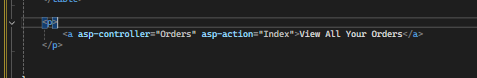 </table>
<p>
<a asp-controller="Orders" asp-action="Index">View All Your Orders</a>
</p>